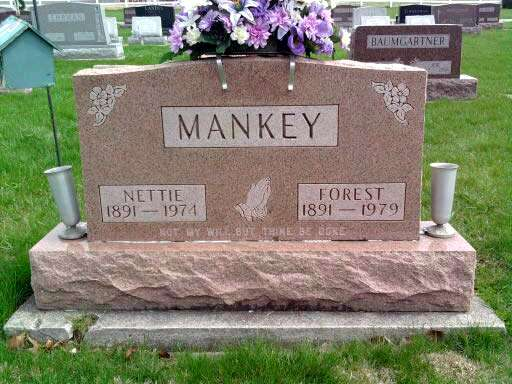 BAUMGARTNER
MANKEY
NETTIE
1891 — 1974
FOREST
1891 — 1979
NOT MY WILL, BUT THINE BE DONE